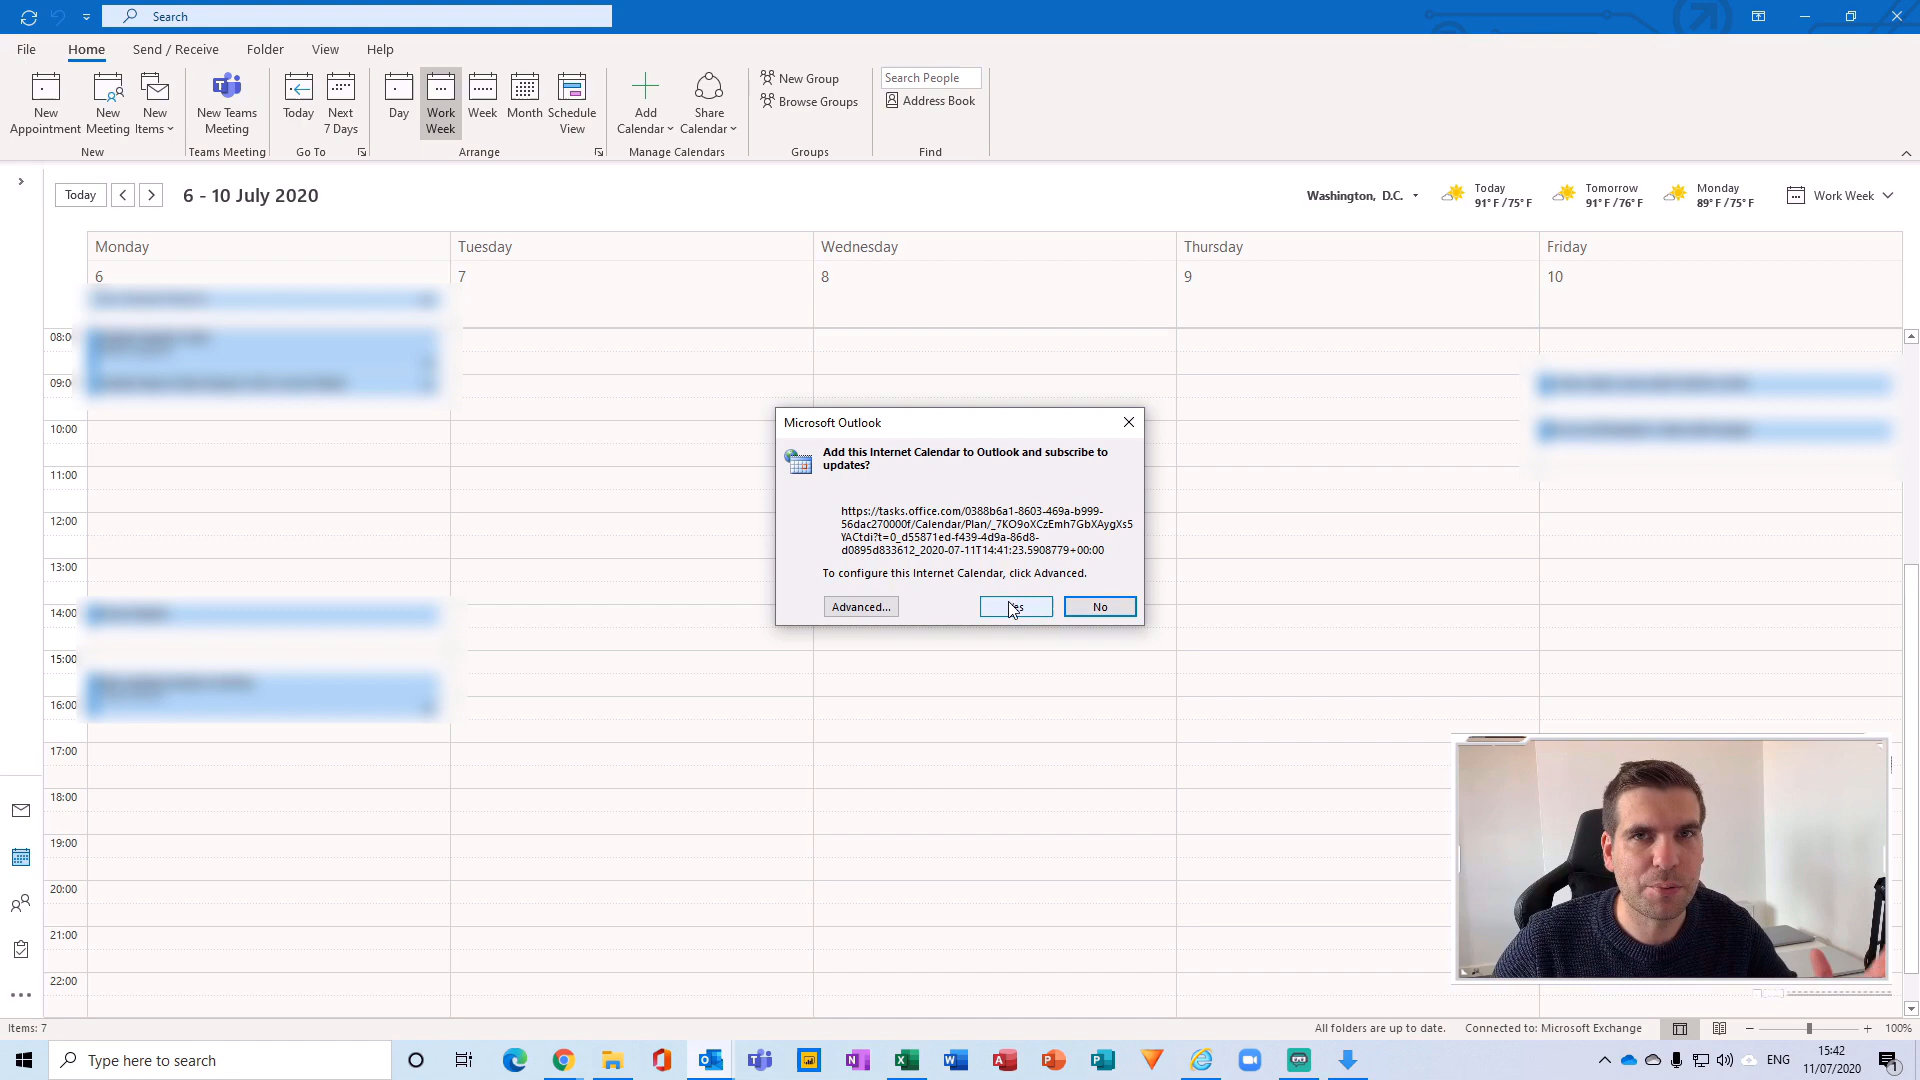 Search
File Home Send / Receive Folder View Help
New Appointment
New Meeting
New Items
New Teams Meeting
Today
Next 7 Days
Day
Work Week
Week
Month
Schedule View
Add Calendar
Share Calendar
New Group
Browse Groups
Search People
Address Book
New Teams Meeting Go To Arrange Manage Calendars Groups Find
Today 6 - 10 July 2020
Washington, D.C.
Today
91°F/75°F
Tomorrow
91°F/76°F
Monday
89°F/75°F
Work Week
Monday Tuesday Wednesday Thursday Friday
6 7 8 9 10
08:00
09:00
10:00
11:00
12:00
13:00
14:00
15:00
16:00
17:00
18:00
19:00
20:00
21:00
22:00
Microsoft Outlook
Add this Internet Calendar to Outlook and subscribe to
updates?
https://tasks.office.com/0388b6a1-8603-469a-b999-
56dac270000f/Calendar/Plan/_7KO9oXCzEmh7GbXAygXs5
YACtdi?t=0_d55871ed-f439-4d9a-86d8-
d0895d833612_2020-07-11T14:41:23.5908779+00:00
To configure this Internet Calendar, click Advanced.
Advanced... No
Items: 7 All folders are up to date. Connected to: Microsoft Exchange 100%
Type here to search
ENG
15:42
11/07/2020